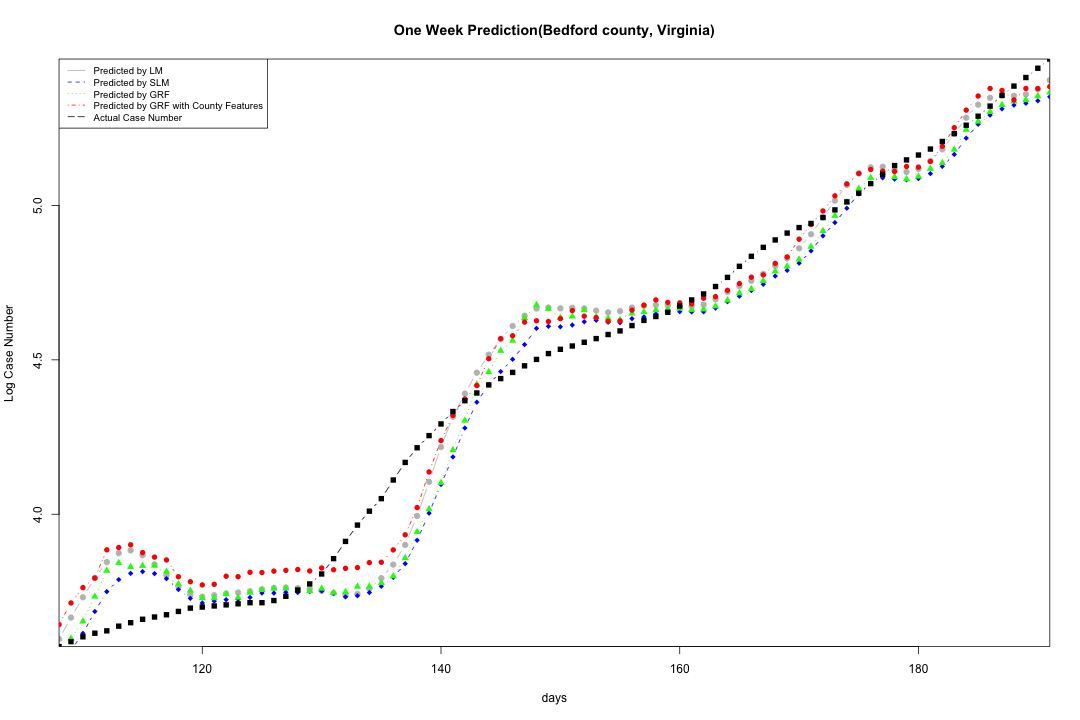 One Week Prediction(Bedford county, Virginia)
Predicted by LM
Predicted by SLM
Predicted by GRF
Predicted by GRF with County Features
Actual Case Number
5.0
4.5
4.0
Log Case Number
120 140 160 180
days